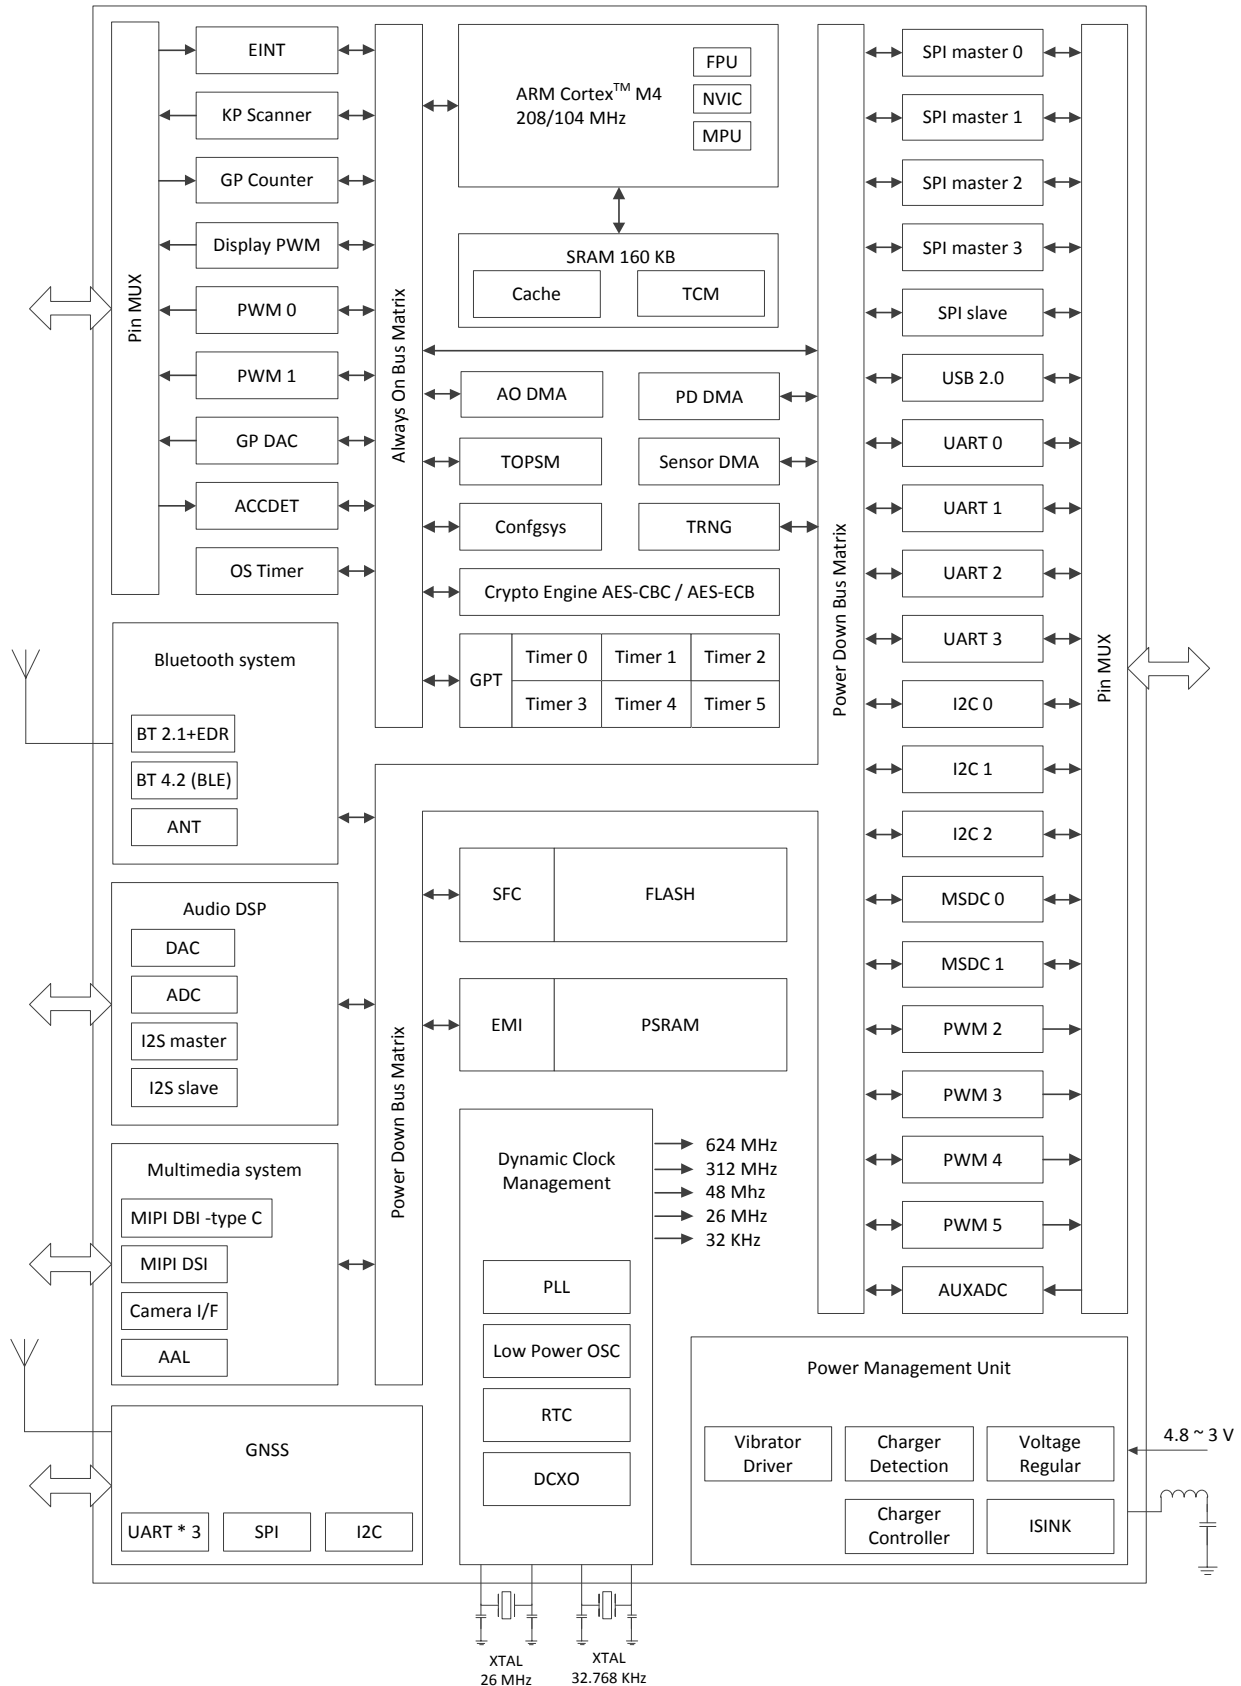 Pin MUX
EINT
KP Scanner
GP Counter
Display PWM
PWM 0
PWM 1
GP DAC
ACCDET
OS Timer
Always On Bus Matrix
ARM Cortex™ M4
208/104 MHz
FPU
NVIC
MPU
SRAM 160 KB
Cache
TCM
AO DMA
PD DMA
TOPSM
Sensor DMA
Confgsys
TRNG
Crypto Engine AES-CBC / AES-ECB
GPT
Timer 0
Timer 1
Timer 2
Timer 3
Timer 4
Timer 5
Power Down Bus Matrix
SPI master 0
SPI master 1
SPI master 2
SPI master 3
SPI slave
USB 2.0
UART 0
UART 1
UART 2
UART 3
I2C 0
I2C 1
I2C 2
MSDC 0
MSDC 1
PWM 2
PWM 3
PWM 4
PWM 5
AUXADC
Pin MUX
Bluetooth system
BT 2.1+EDR
BT 4.2 (BLE)
ANT
Audio DSP
DAC
ADC
I2S master
I2S slave
Multimedia system
MIPI DBI -type C
MIPI DSI
Camera I/F
AAL
GNSS
UART * 3
SPI
I2C
Power Down Bus Matrix
SFC
FLASH
EMI
PSRAM
Dynamic Clock
Management
624 MHz
312 MHz
48 Mhz
26 MHz
32 KHz
PLL
Low Power OSC
RTC
DCXO
XTAL
26 MHz
XTAL
32.768 KHz
Power Management Unit
Vibrator
Driver
Charger
Detection
Voltage
Regular
Charger
Controller
ISINK
4.8 ~ 3 V